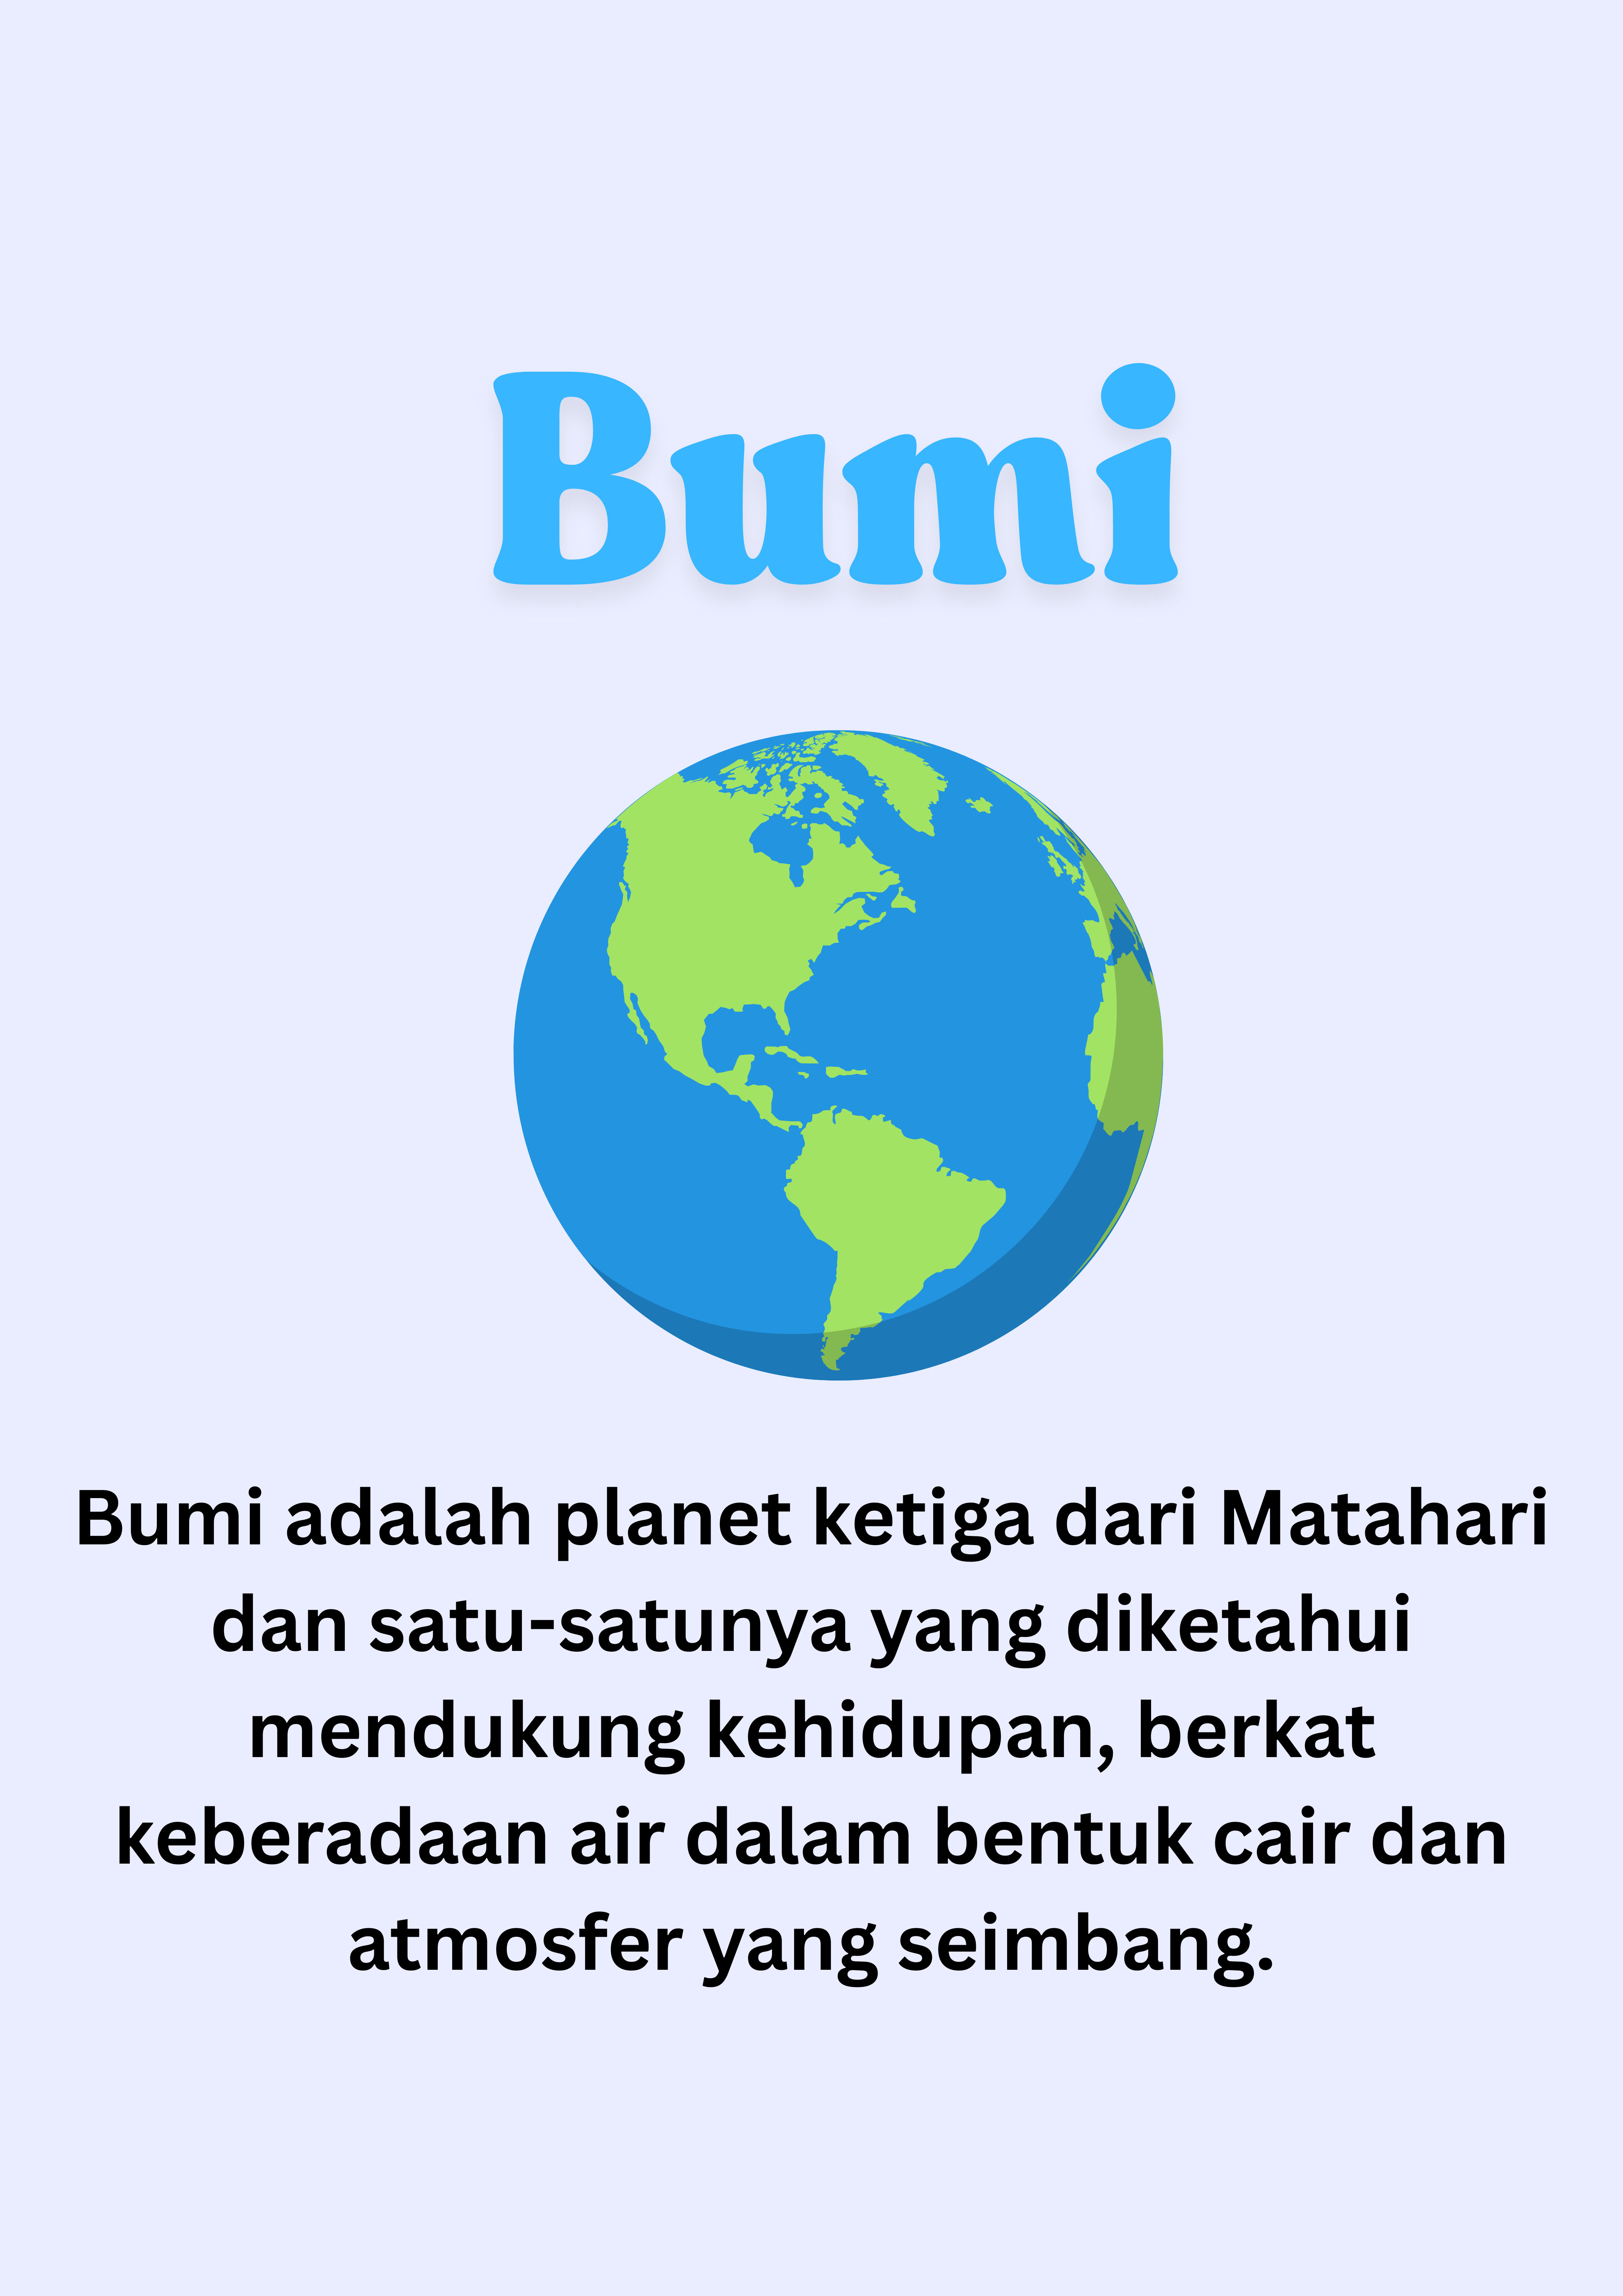 Bumi
Bumi adalah planet ketiga dari Matahari
dan satu-satunya yang diketahui
mendukung kehidupan, berkat
keberadaan air dalam bentuk cair dan
atmosfer yang seimbang.